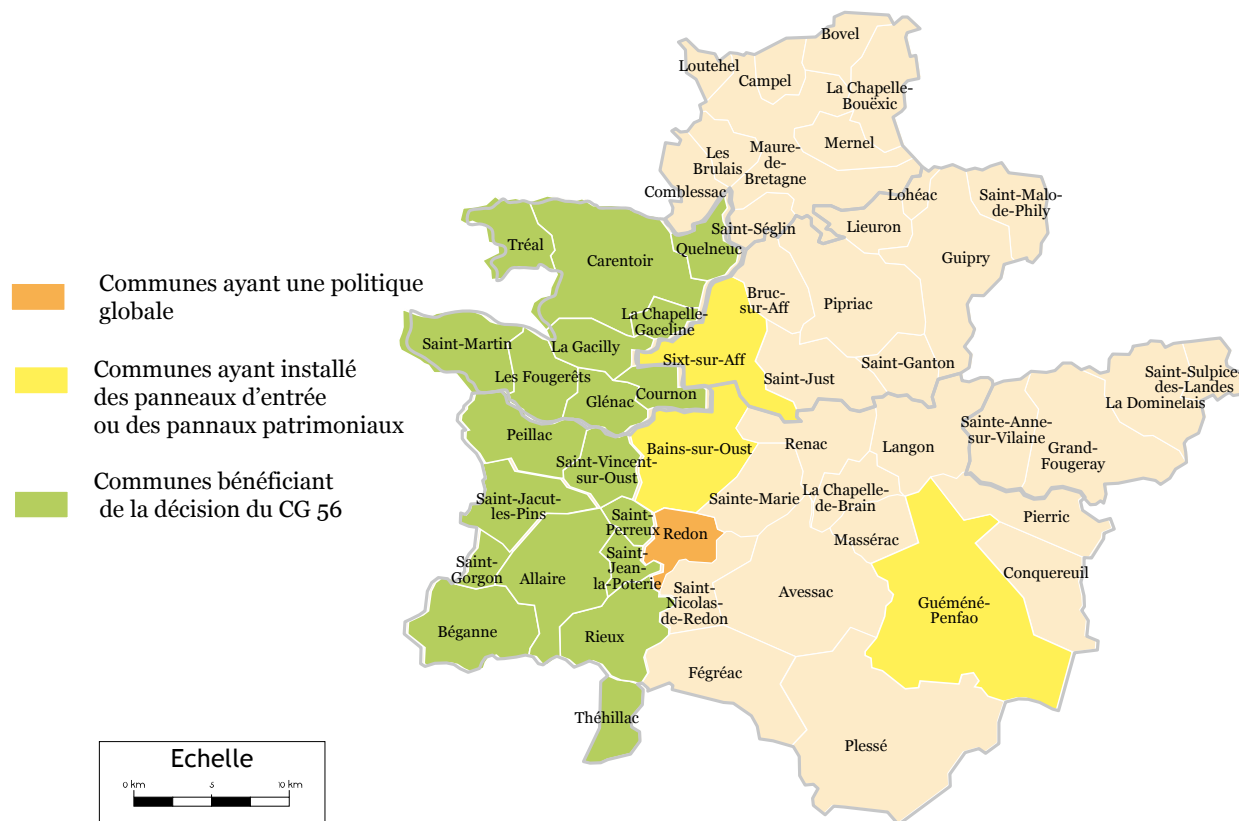 Bovel
Loutehel
Campel
La Chapelle-
Bouëxic
Mernel
Les
Brulais
Maure-
de-
Bretagne
Comblessac
Lohéac
Saint-Malo-
de-Phily
Saint-Séglin
Lieuron
Guipry
Tréal
Carentoir
Quelneuc
Communes ayant une politique
globale
Bruc-
sur-Aff
Pipriac
La Chapelle-
Gaceline
Saint-Martin
La Gacilly
Sixt-sur-Aff
Saint-Ganton
Saint-Just
Communes ayant installé
des panneaux d'entrée
ou des pannaux patrimoniaux
Les Fougerêts
Glénac
Cournon
Saint-Sulpice-
des-Landes
La Dominelais
Sainte-Anne-
sur-Vilaine
Grand-
Fougeray
Peillac
Saint-Vincent-
sur-Oust
Bains-sur-Oust
Renac
Langon
Communes bénéficiant
de la décision du CG 56
Saint-Jacut-
les-Pins
Sainte-Marie
La Chapelle-
de-Brain
Pierric
Saint-
Perreux
Redon
Massérac
Saint-
Gorgon
Allaire
Saint-
Jean-
la-Poterie
Conquereuil
Saint-
Nicolas-
de-Redon
Avessac
Guéméné-
Penfao
Béganne
Rieux
Fégréac
Théhillac
Plessé
Echelle
0 km 5 10 km